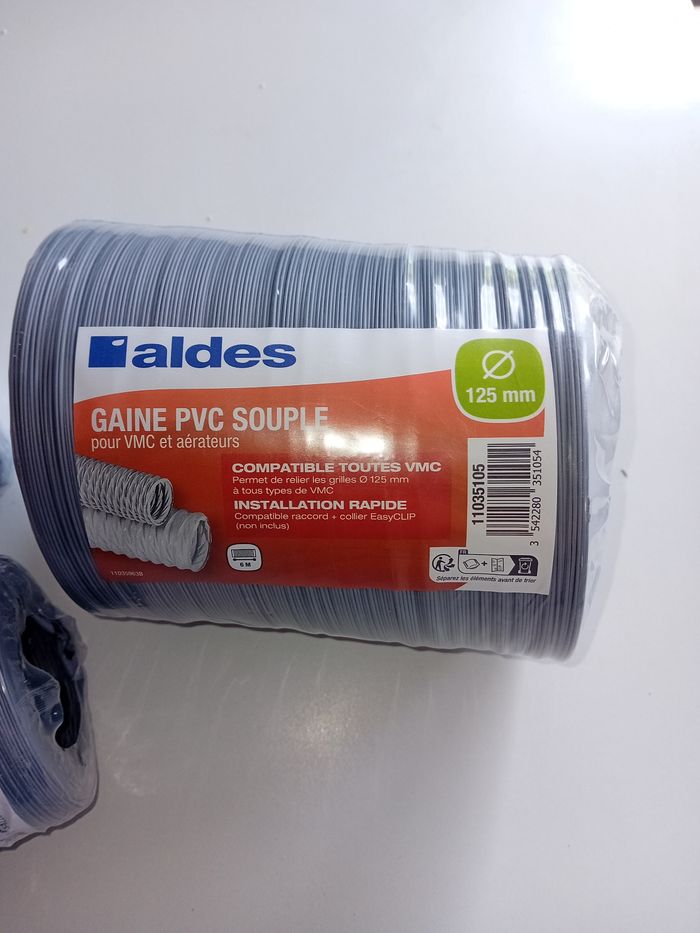 aldes
Ø
125 mm
GAINE PVC SOUPLE
pour VMC et aérateurs
COMPATIBLE TOUTES VMC
Permet de relier les grilles Ø 125 mm
à tous types de VMC
INSTALLATION RAPIDE
Compatible raccord + collier EasyCLIP
(non inclus)
6 M
11035963B
11035105
3 542280 351054
FR
+
Séparez les éléments avant de trier